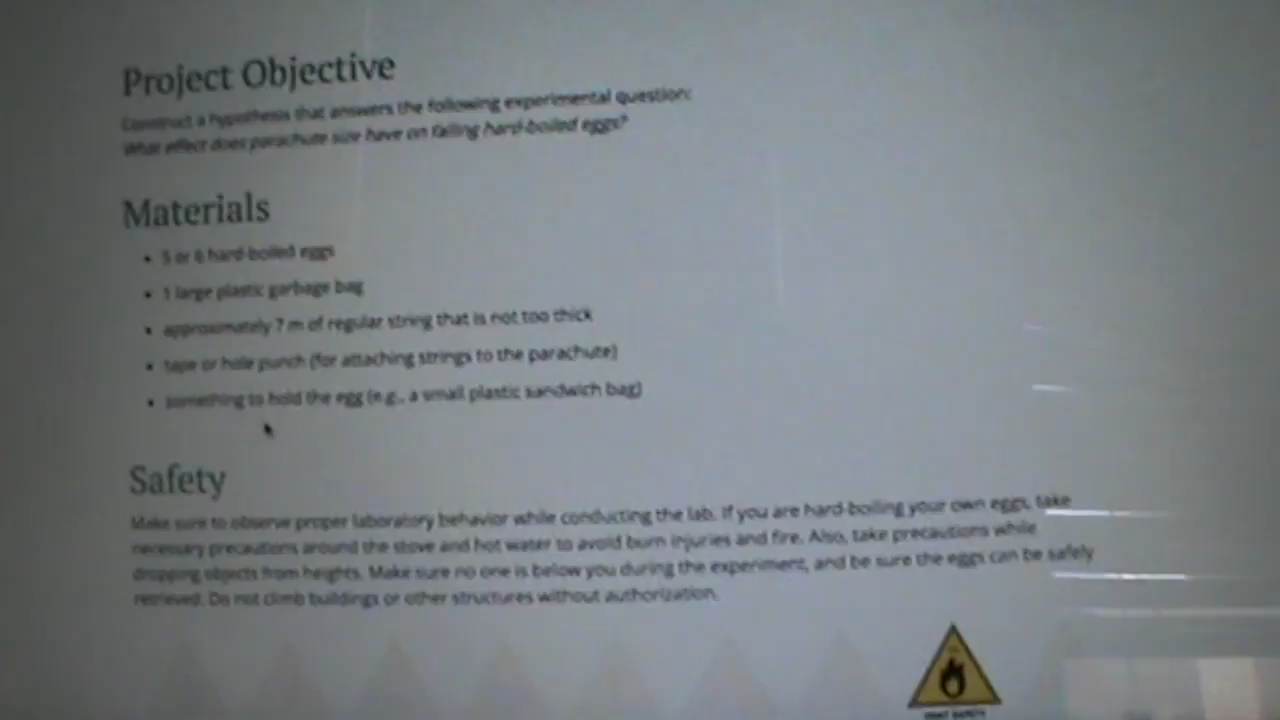 Project Objective
Construct a hypothesis that answers the following experimental question:
What effect does parachute size have on falling hard-boiled eggs?
Materials
• 5 or 6 hard-boiled eggs
• 1 large plastic garbage bag
• approximately 7 m of regular string that is not too thick
• tape or hole punch (for attaching strings to the parachute)
• something to hold the egg (e.g., a small plastic sandwich bag)
Safety
Make sure to observe proper laboratory behavior while conducting the lab. If you are hard-boiling your own eggs, take
necessary precautions around the stove and hot water to avoid burn injuries and fire. Also, take precautions while
dropping objects from heights. Make sure no one is below you during the experiment, and be sure the eggs can be safely
retrieved. Do not climb buildings or other structures without authorization.